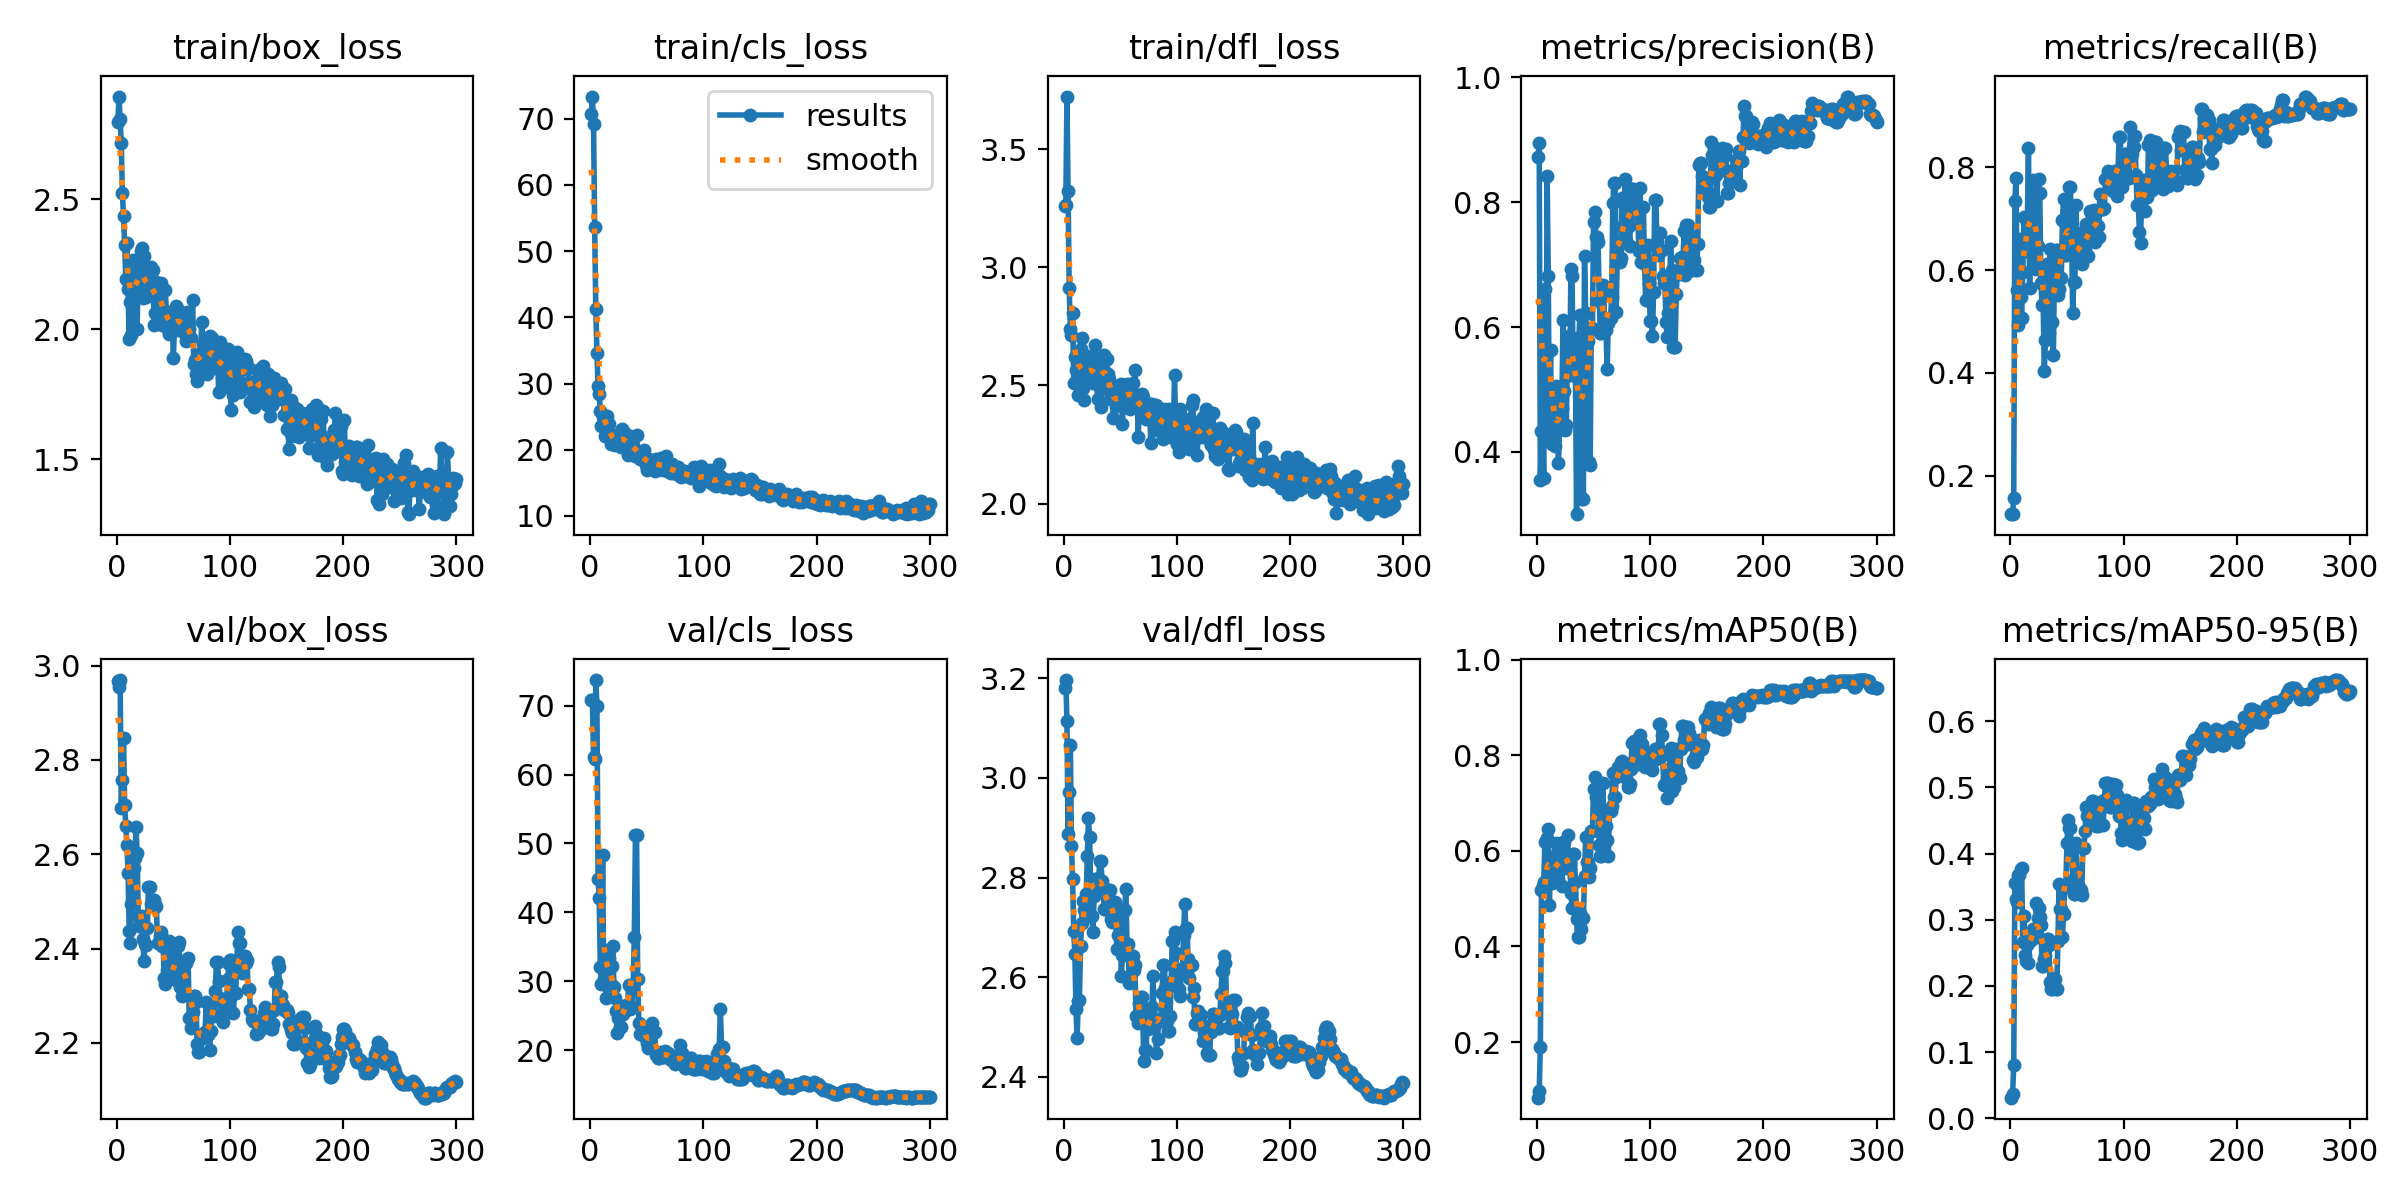 train/box_loss
train/cls_loss
train/dfl_loss
metrics/precision(B)
metrics/recall(B)
2.5
2.0
1.5
0 100 200 300
70
60
50
40
30
20
10
results
smooth
0 100 200 300
3.5
3.0
2.5
2.0
0 100 200 300
1.0
0.8
0.6
0.4
0 100 200 300
0.8
0.6
0.4
0.2
0 100 200 300
val/box_loss
val/cls_loss
val/dfl_loss
metrics/mAP50(B)
metrics/mAP50-95(B)
3.0
2.8
2.6
2.4
2.2
0 100 200 300
70
60
50
40
30
20
0 100 200 300
3.2
3.0
2.8
2.6
2.4
0 100 200 300
1.0
0.8
0.6
0.4
0.2
0 100 200 300
0.6
0.5
0.4
0.3
0.2
0.1
0.0
0 100 200 300